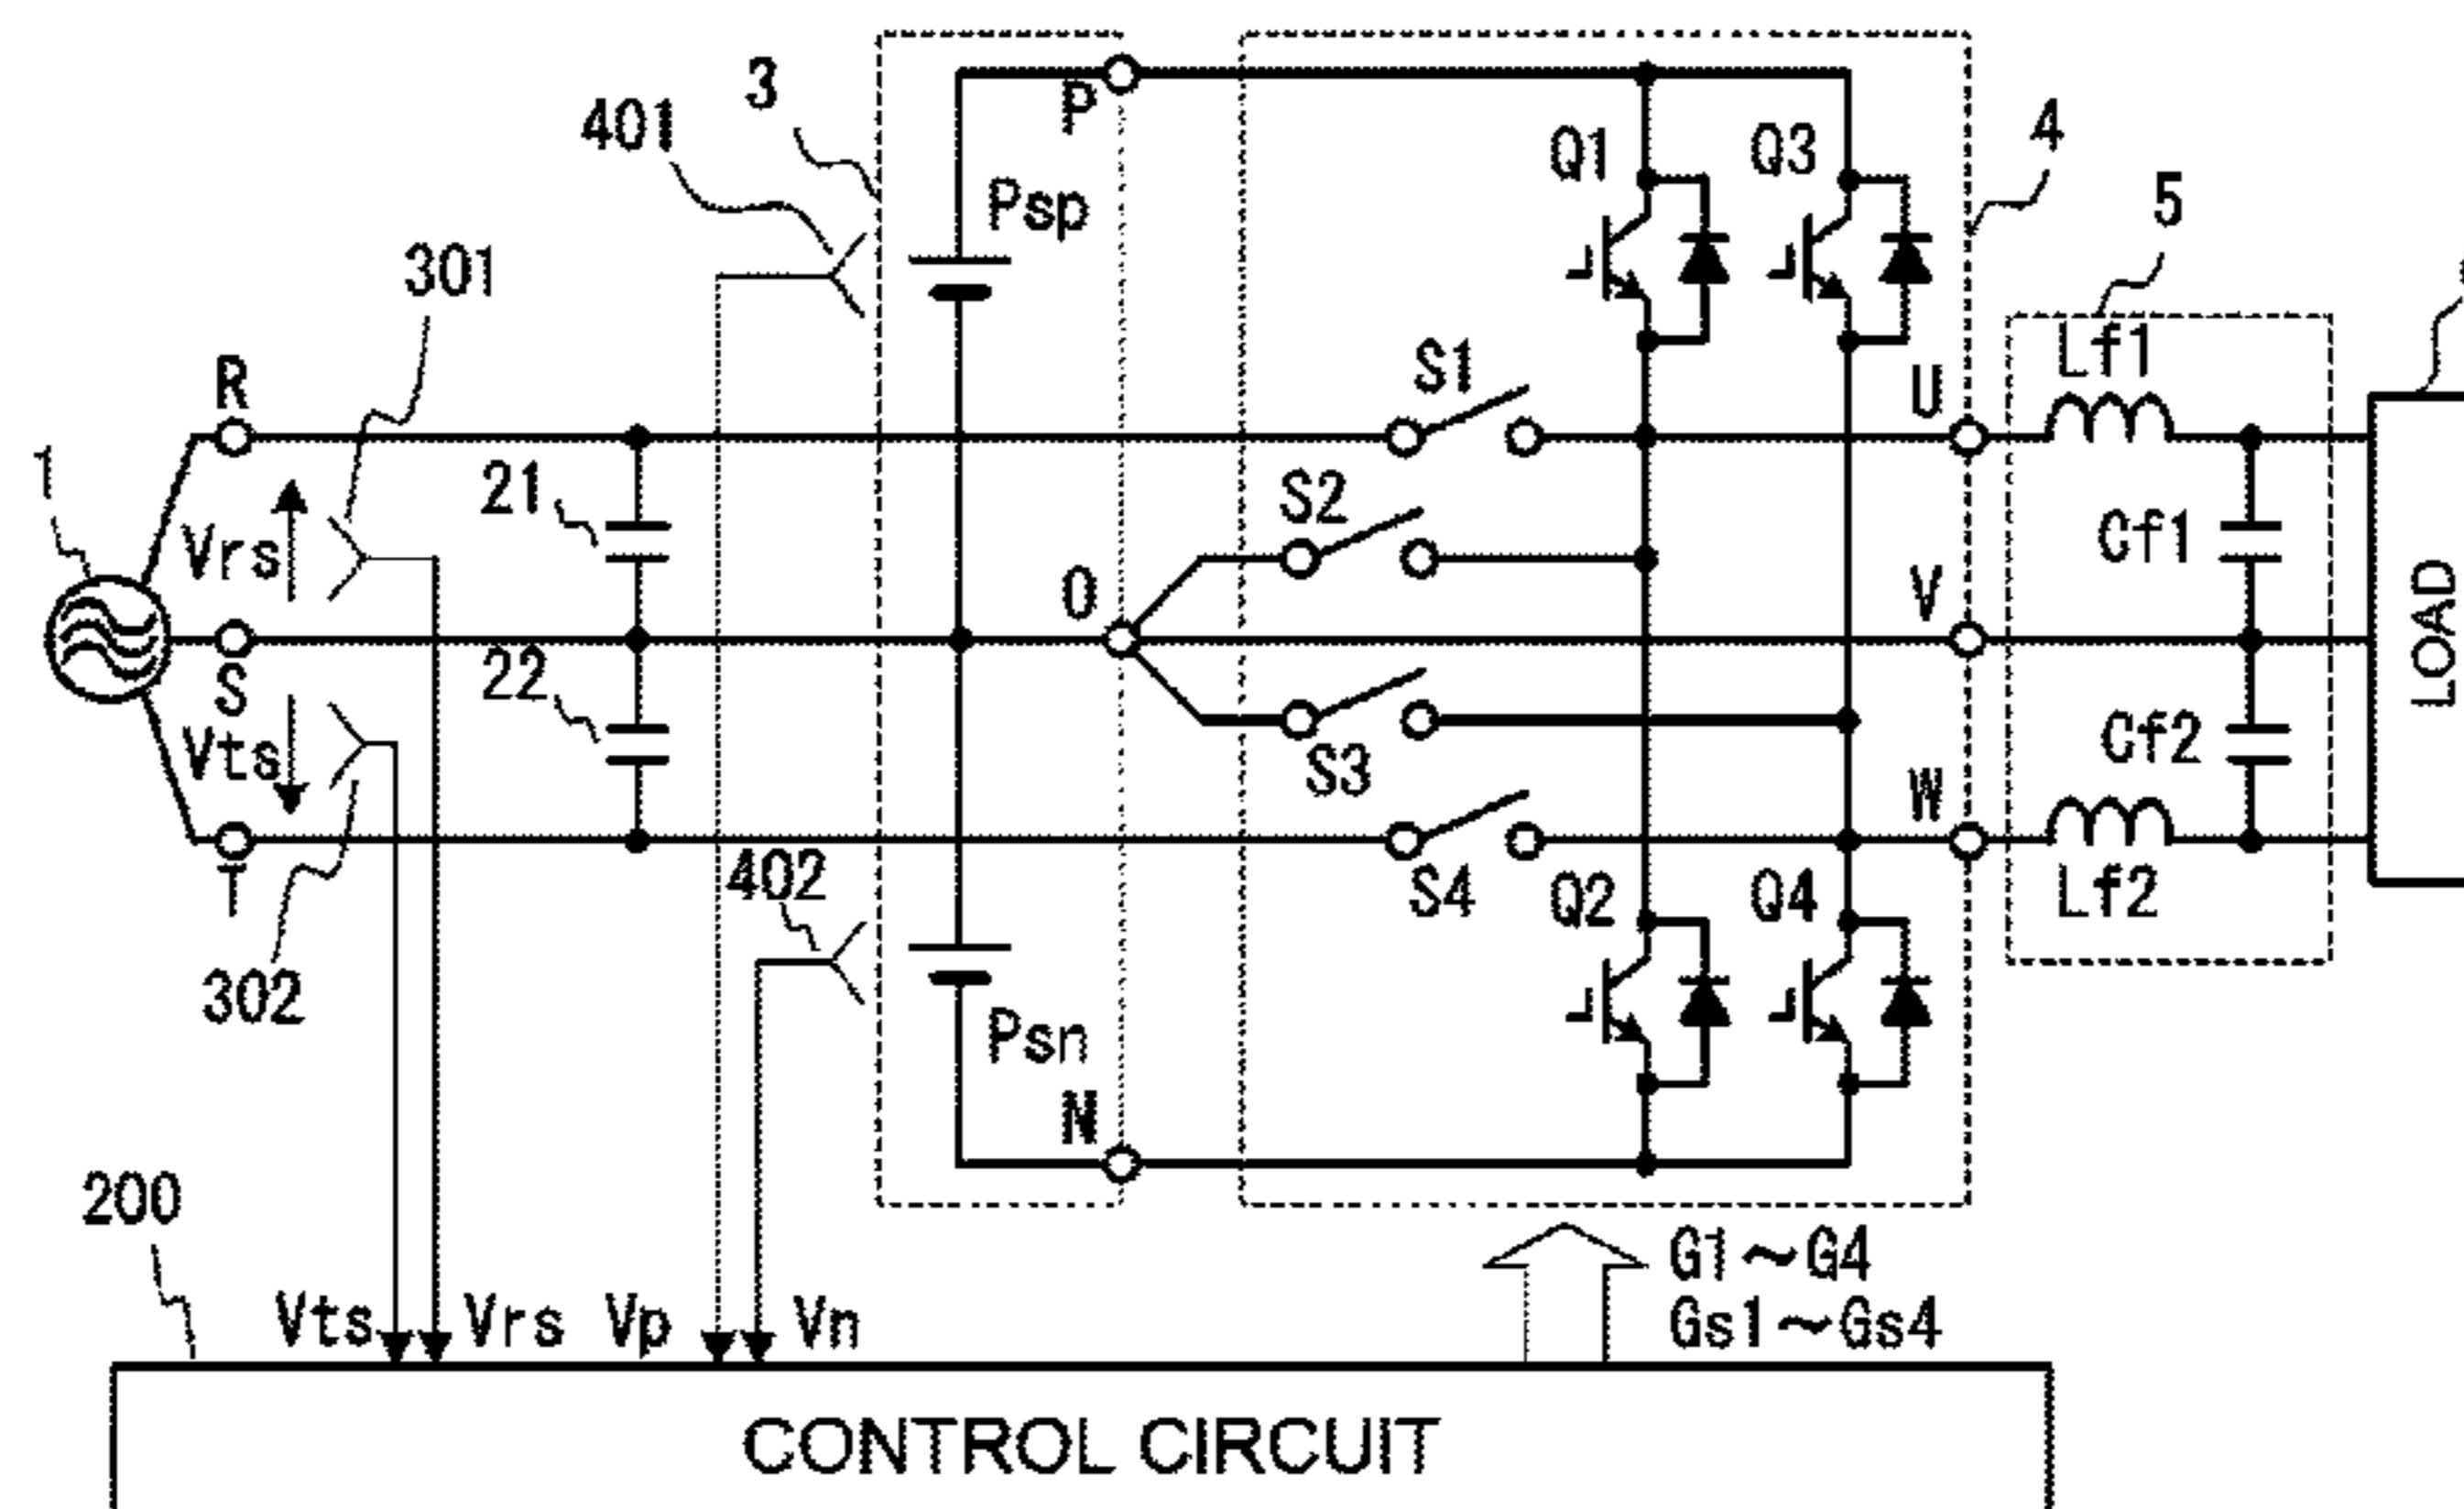 3
P
401
Q1
Q3
4
Psp
5
301
Lf1
S1
R
U
1
21
S2
Vrs
Cf1
O
V
LOAD
S
22
Vts
S3
Cf2
W
T
402
S4
Q2
Q4
Lf2
302
Psn
N
200
G1～G4
Vts
Vrs
Vp
Vn
Gs1～Gs4
CONTROL CIRCUIT